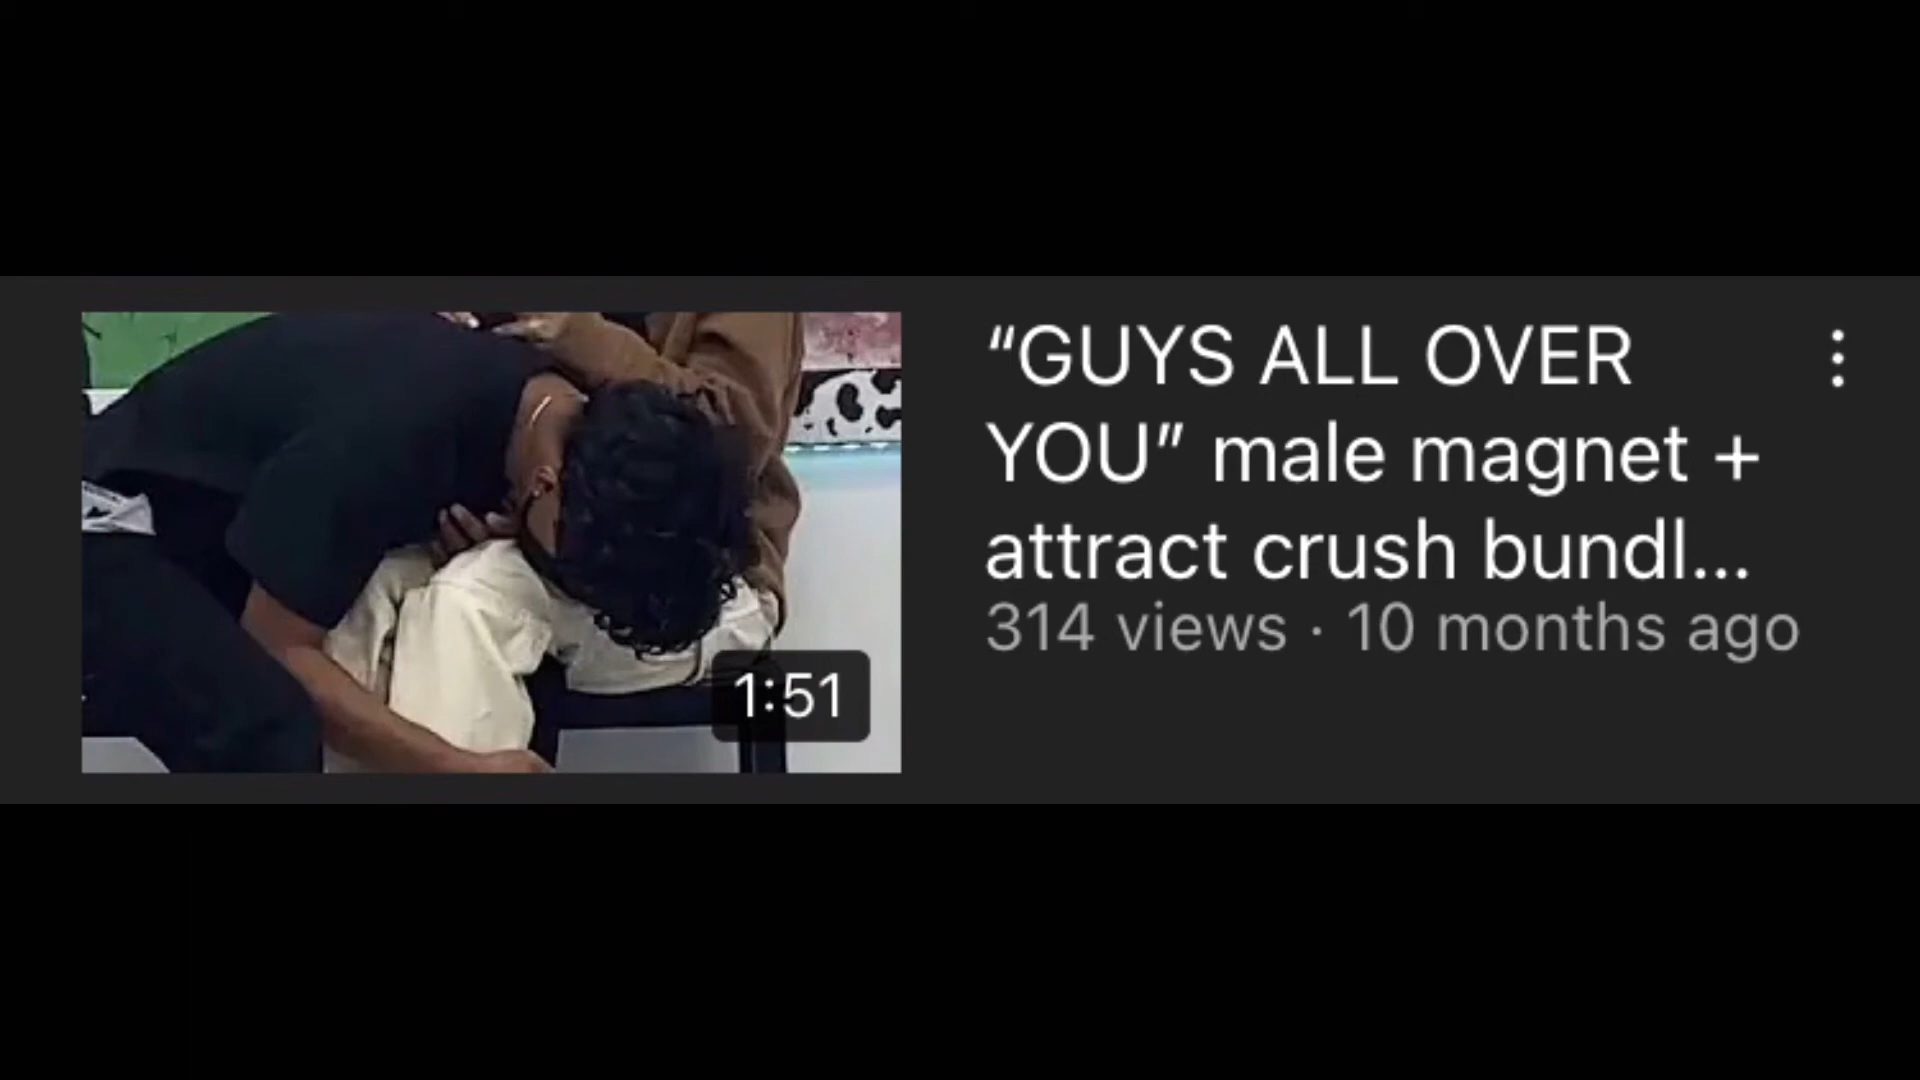 “GUYS ALL OVER
YOU” male magnet +
attract crush bundl...
314 views · 10 months ago
1:51